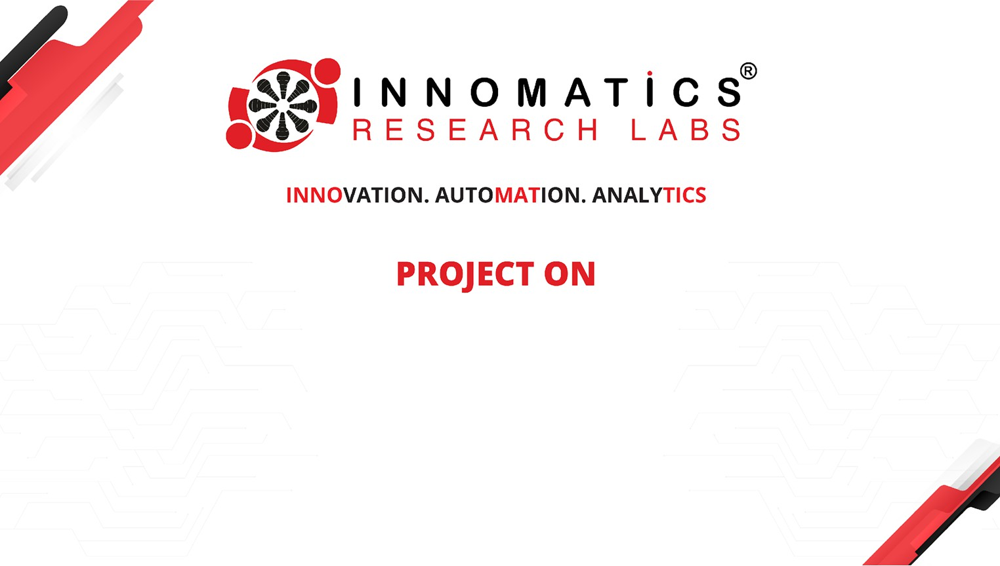 INNOMATICS®
RESEARCH LABS
INNOVATION. AUTOMATION. ANALYTICS
PROJECT ON